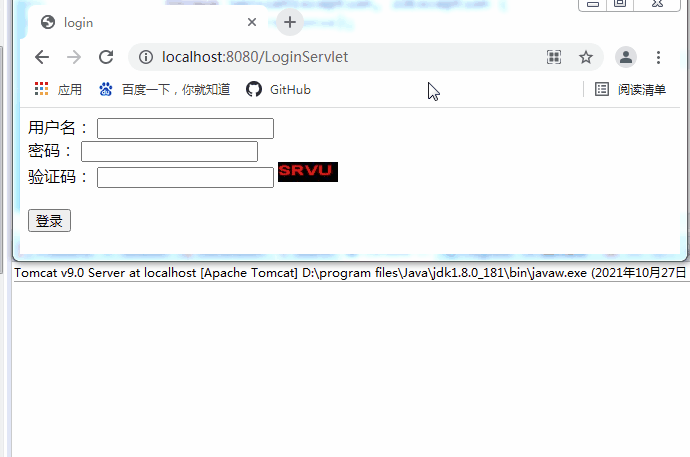 login
localhost:8080/LoginServlet
应用 百度一下，你就知道 GitHub 阅读清单
用户名：
密码：
验证码： SRVU
登录
Tomcat v9.0 Server at localhost [Apache Tomcat] D:\program files\Java\jdk1.8.0_181\bin\javaw.exe (2021年10月27日